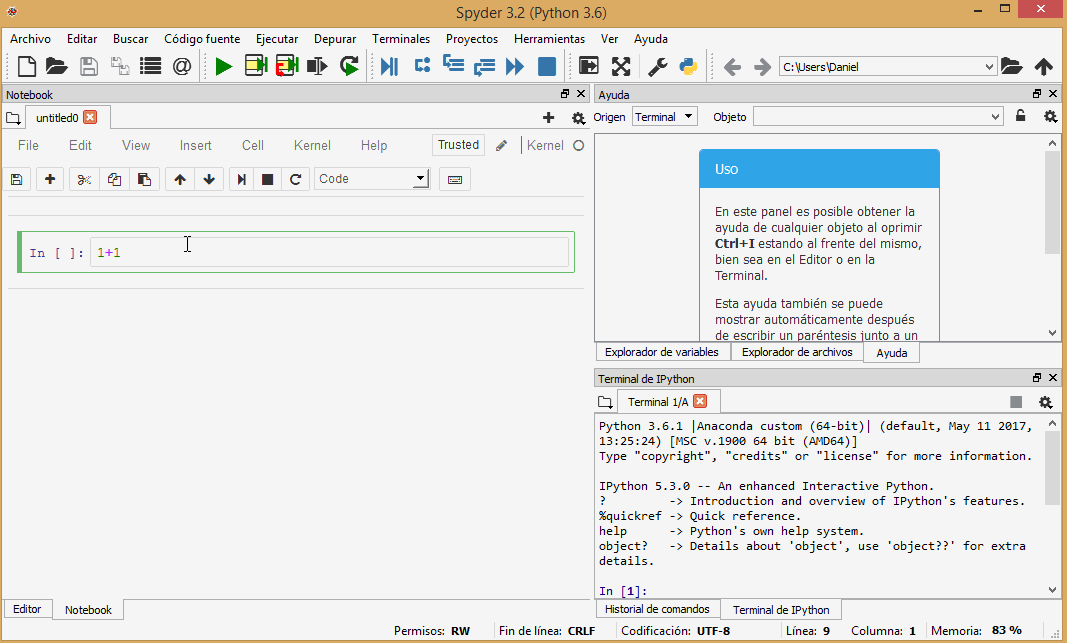 Spyder 3.2 (Python 3.6)
Archivo Editar Buscar Código fuente Ejecutar Depurar Terminales Proyectos Herramientas Ver Ayuda
C:\Users\Daniel
Notebook
untitled0
File Edit View Insert Cell Kernel Help Trusted Kernel
Code
In [ ]: 1+1
Editor Notebook
Ayuda
Origen Terminal Objeto
Uso
En este panel es posible obtener la
ayuda de cualquier objeto al oprimir
Ctrl+I estando al frente del mismo,
bien sea en el Editor o en la
Terminal.
Esta ayuda también se puede
mostrar automáticamente después
de escribir un paréntesis junto a un
Explorador de variables Explorador de archivos Ayuda
Terminal de IPython
Terminal 1/A
Python 3.6.1 |Anaconda custom (64-bit)| (default, May 11 2017,
13:25:24) [MSC v.1900 64 bit (AMD64)]
Type "copyright", "credits" or "license" for more information.
IPython 5.3.0 -- An enhanced Interactive Python.
? -> Introduction and overview of IPython's features.
%quickref -> Quick reference.
help -> Python's own help system.
object? -> Details about 'object', use 'object??' for extra
details.
In [1]:
Historial de comandos Terminal de IPython
Permisos: RW Fin de línea: CRLF Codificación: UTF-8 Línea: 9 Columna: 1 Memoria: 83 %